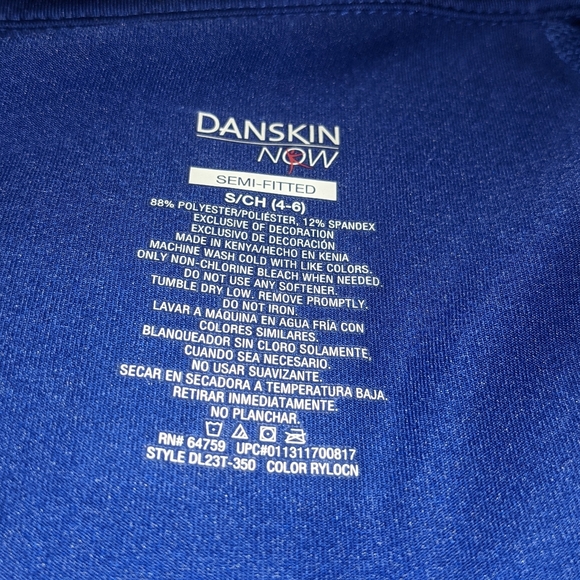 DANSKIN
NOW
SEMI-FITTED
S/CH (4-6)
88% POLYESTER/POLIÉSTER, 12% SPANDEX
EXCLUSIVE OF DECORATION
EXCLUSIVO DE DECORACIÓN
MADE IN KENYA/HECHO EN KENIA
MACHINE WASH COLD WITH LIKE COLORS.
ONLY NON-CHLORINE BLEACH WHEN NEEDED.
DO NOT USE ANY SOFTENER.
TUMBLE DRY LOW. REMOVE PROMPTLY.
DO NOT IRON.
LAVAR A MÁQUINA EN AGUA FRÍA CON
COLORES SIMILARES.
BLANQUEADOR SIN CLORO SOLAMENTE,
CUANDO SEA NECESARIO.
NO USAR SUAVIZANTE.
SECAR EN SECADORA A TEMPERATURA BAJA.
RETIRAR INMEDIATAMENTE.
NO PLANCHAR.
RN# 64759 UPC#011311700817
STYLE DL23T-350 COLOR RYLOCN